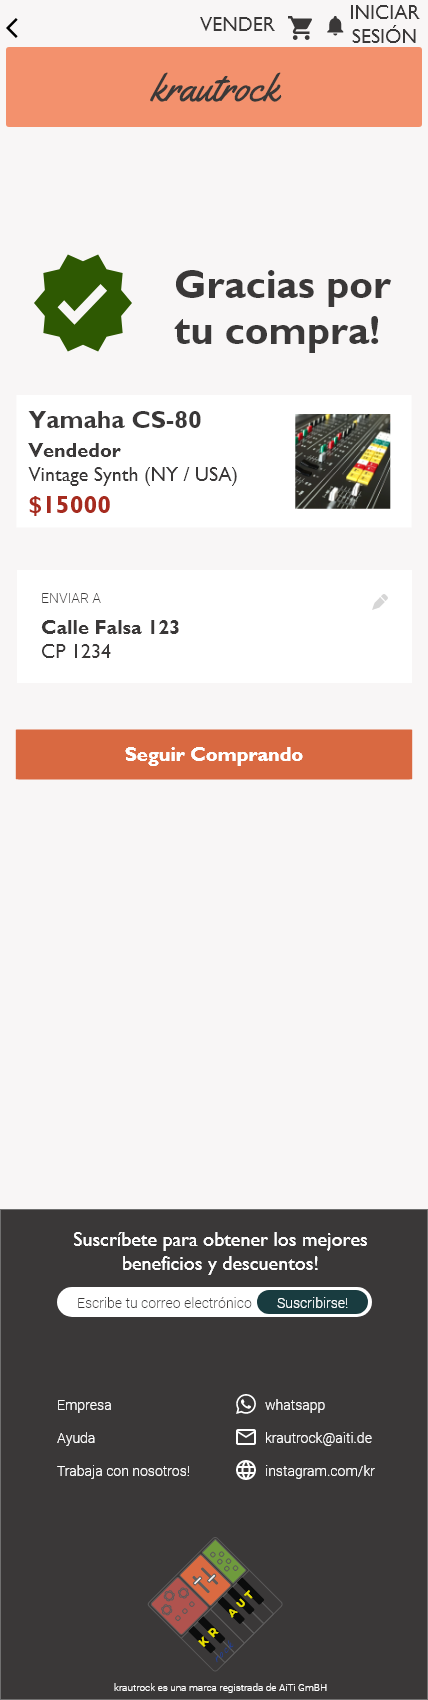 VENDER
INICIAR
SESIÓN
krautrock
Gracias por
tu compra!
Yamaha CS-80
Vendedor
Vintage Synth (NY / USA)
$15000
ENVIAR A
Calle Falsa 123
CP 1234
Seguir Comprando
Suscríbete para obtener los mejores
beneficios y descuentos!
Escribe tu correo electrónico
Suscribirse!
Empresa
whatsapp
Ayuda
krautrock@aiti.de
Trabaja con nosotros!
instagram.com/kr
KR AUT
krautrock es una marca registrada de AiTi GmBH